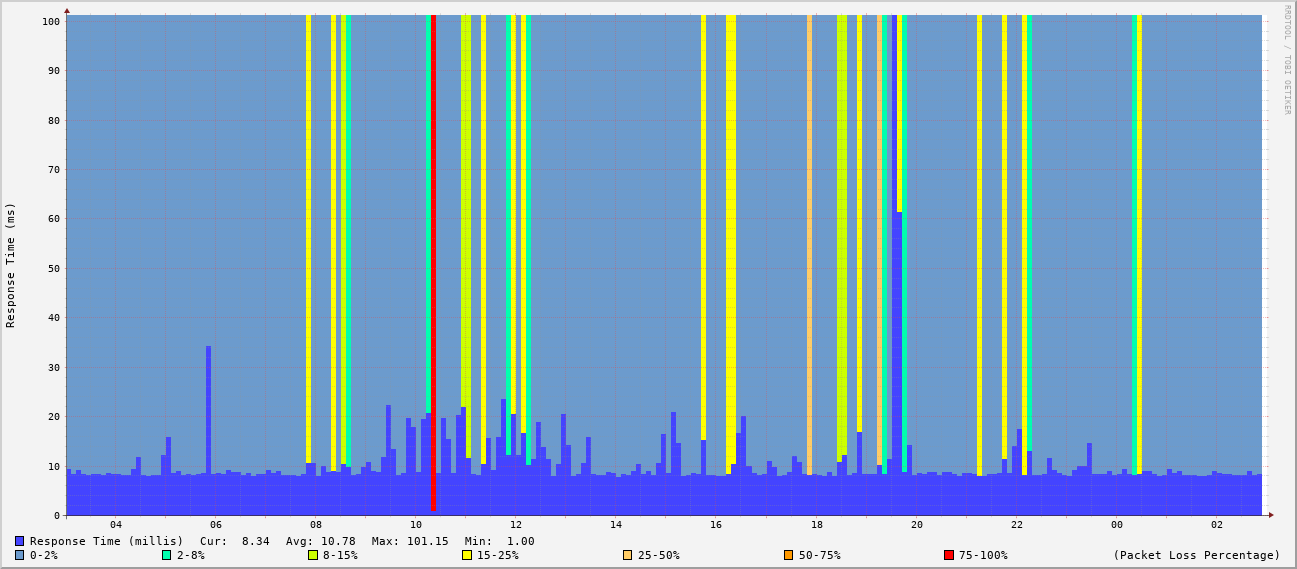 RRDTOOL / TOBI OETIKER
Response Time (ms)
100
90
80
70
60
50
40
30
20
10
0
04 06 08 10 12 14 16 18 20 22 00 02
Response Time (millis) Cur: 8.34 Avg: 10.78 Max: 101.15 Min: 1.00
0-2% 2-8% 8-15% 15-25% 25-50% 50-75% 75-100% (Packet Loss Percentage)